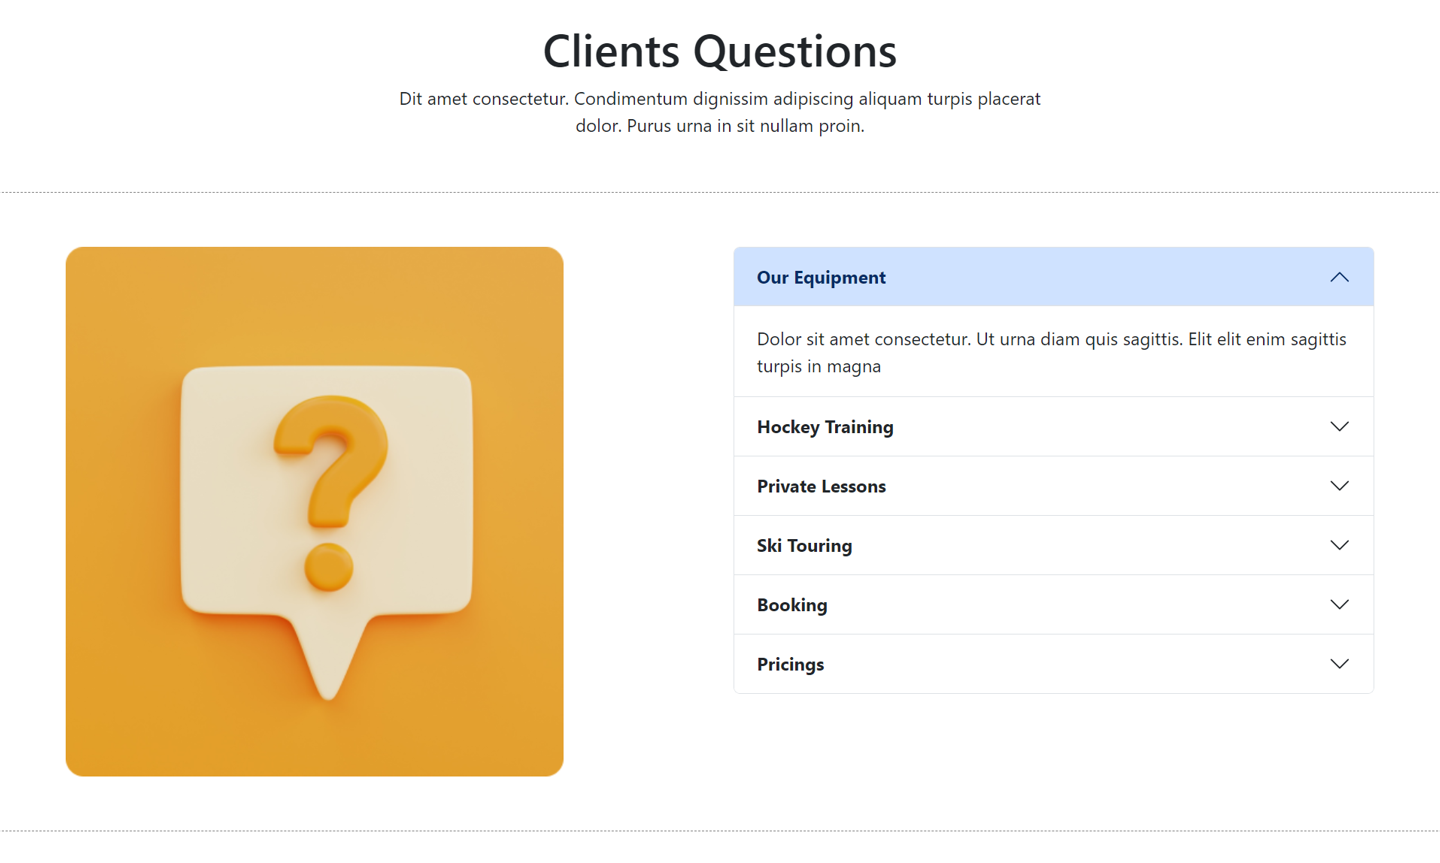 Clients Questions
Dit amet consectetur. Condimentum dignissim adipiscing aliquam turpis placerat
dolor. Purus urna in sit nullam proin.
?
Our Equipment
Dolor sit amet consectetur. Ut urna diam quis sagittis. Elit elit enim sagittis
turpis in magna
Hockey Training
Private Lessons
Ski Touring
Booking
Pricings